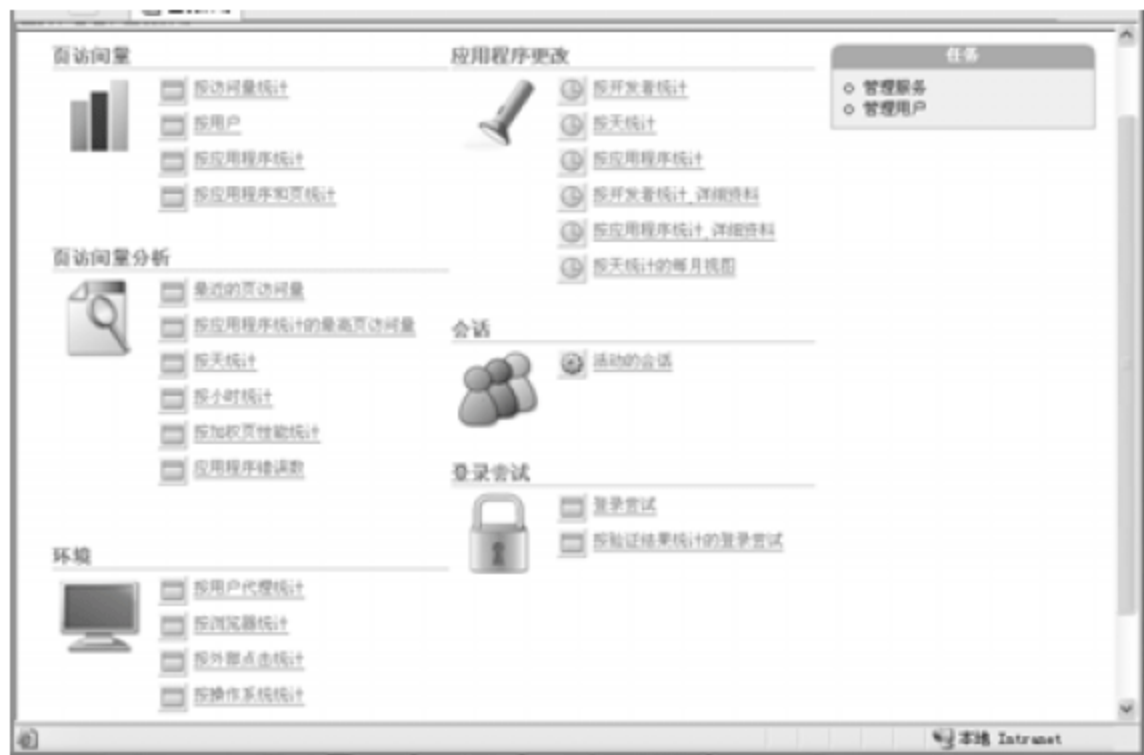 页访问量
按访问量统计
按用户
按应用程序统计
按应用程序和页统计
页访问量分析
最近的页访问量
按应用程序统计的最高页访问量
按天统计
按小时统计
按加权页性能统计
应用程序错误数
环境
按用户代理统计
按浏览器统计
按外部点击统计
按操作系统统计
应用程序更改
按开发者统计
按天统计
按应用程序统计
按开发者统计,详细资料
按应用程序统计,详细资料
按天统计的每月视图
会话
活动的会话
登录尝试
登录尝试
按验证结果统计的登录尝试
任务
管理服务
管理用户
本地 Intranet